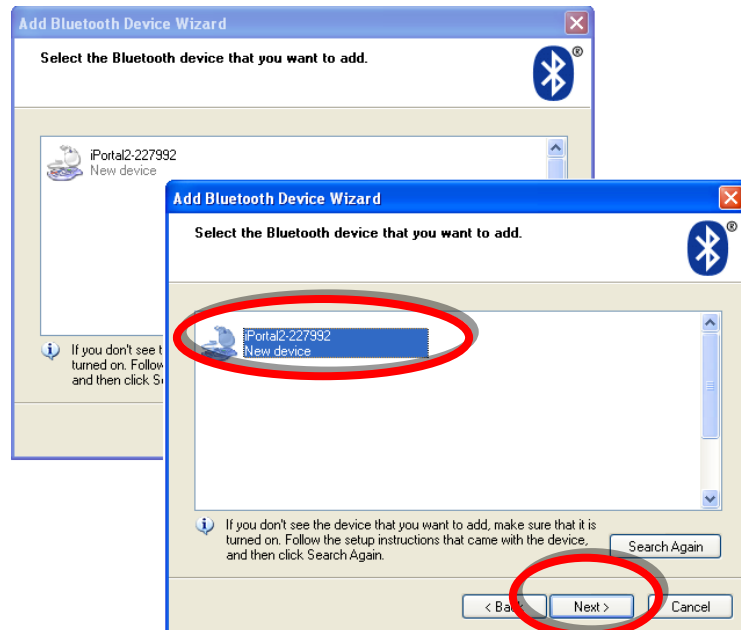 Add Bluetooth Device Wizard
Select the Bluetooth device that you want to add.
®
iPortal2-227992
New device
If you don't see t
turned on. Follow
and then click S
Add Bluetooth Device Wizard
Select the Bluetooth device that you want to add.
®
iPortal2-227992
New device
If you don't see the device that you want to add, make sure that it is
turned on. Follow the setup instructions that came with the device,
and then click Search Again.
Search Again
< Back Next > Cancel